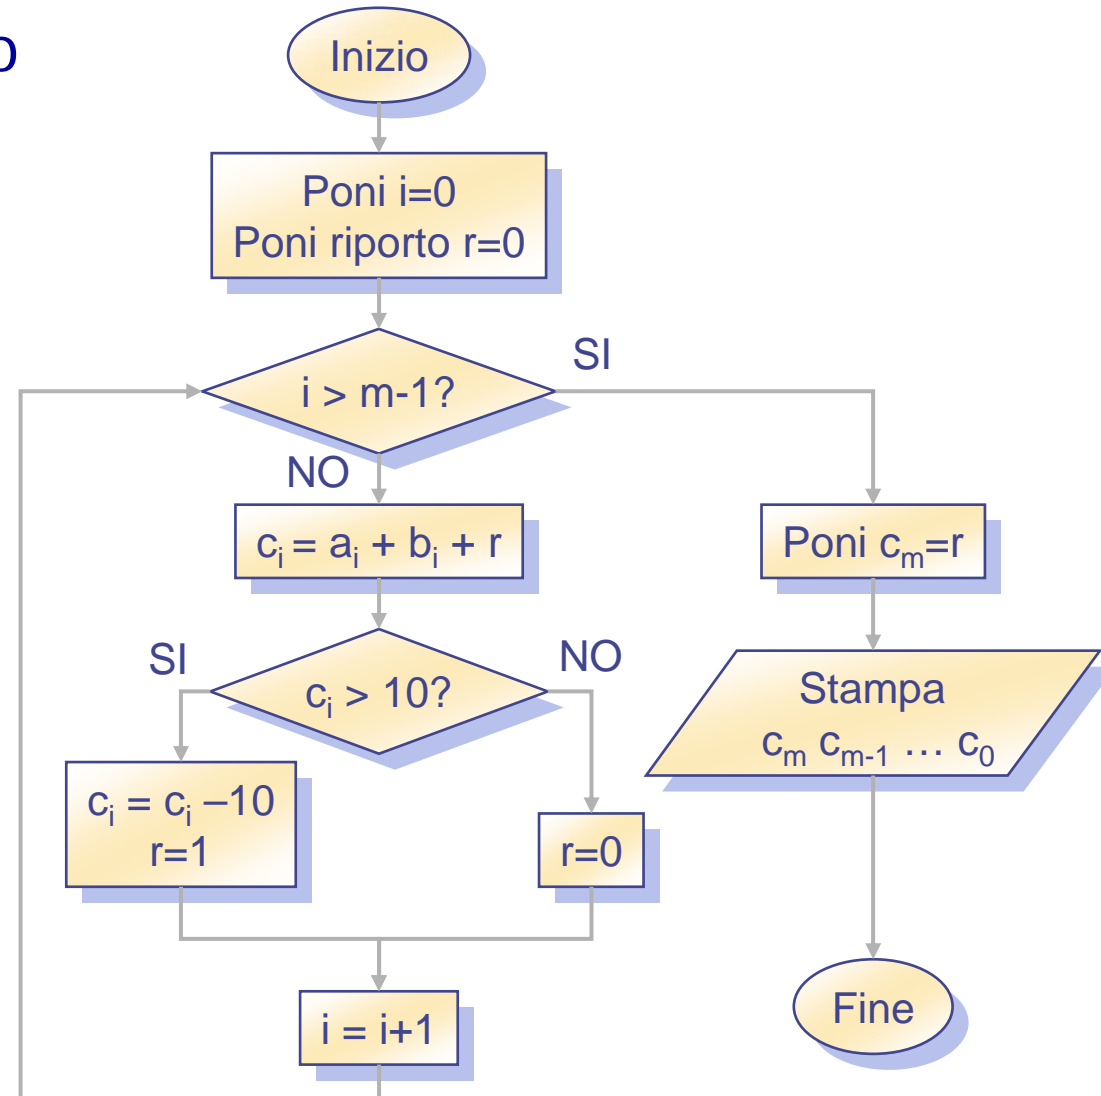 Inizio
Poni i=0
Poni riporto r=0
i > m-1?
SI
NO
cᵢ = aᵢ + bᵢ + r
Poni cₘ=r
cᵢ > 10?
SI
NO
cᵢ = cᵢ –10
r=1
r=0
i = i+1
Stampa
cₘ cₘ₋₁ … c₀
Fine